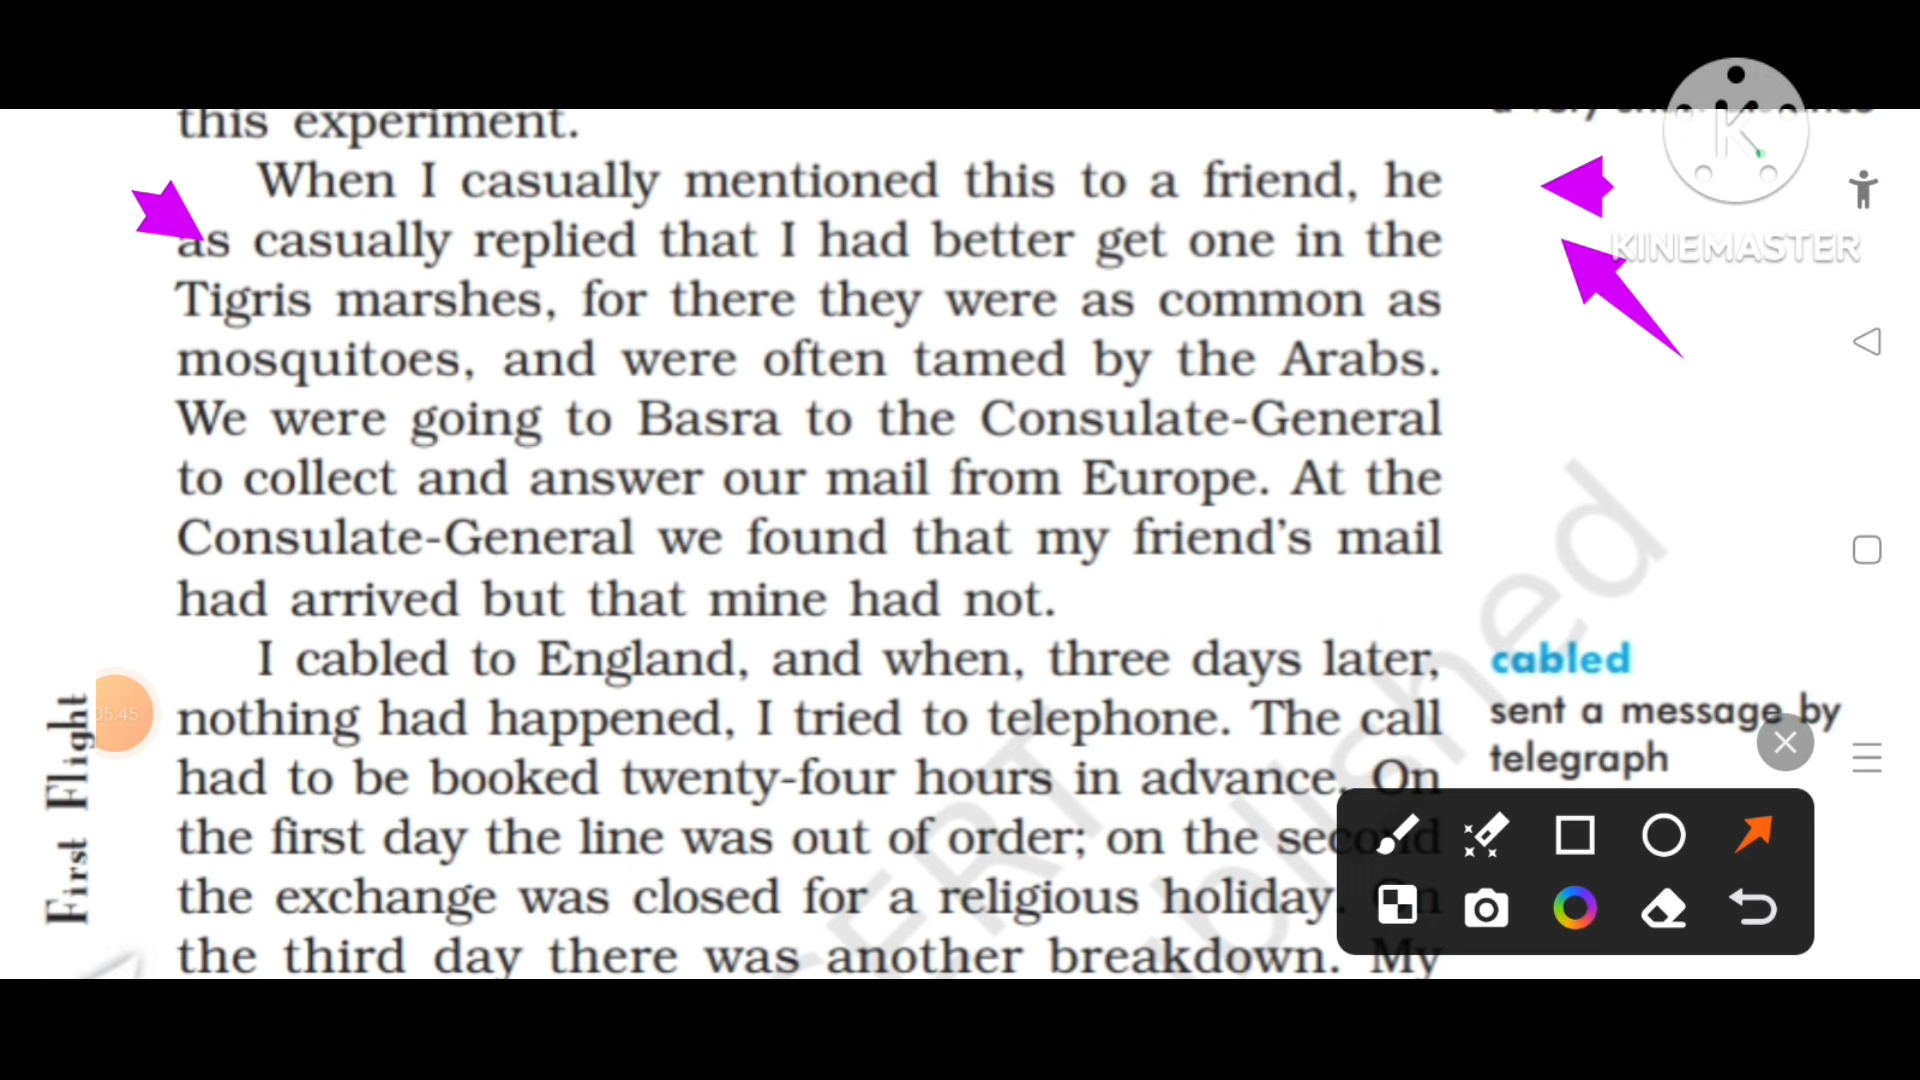 this experiment.
When I casually mentioned this to a friend, he
as casually replied that I had better get one in the
Tigris marshes, for there they were as common as
mosquitoes, and were often tamed by the Arabs.
We were going to Basra to the Consulate-General
to collect and answer our mail from Europe. At the
Consulate-General we found that my friend's mail
had arrived but that mine had not.
I cabled to England, and when, three days later,
nothing had happened, I tried to telephone. The call
had to be booked twenty-four hours in advance. On
the first day the line was out of order; on the second
the exchange was closed for a religious holiday. On
the third day there was another breakdown. My
cabled
sent a message by
telegraph
First Flight
05:45
K
KINEMASTER